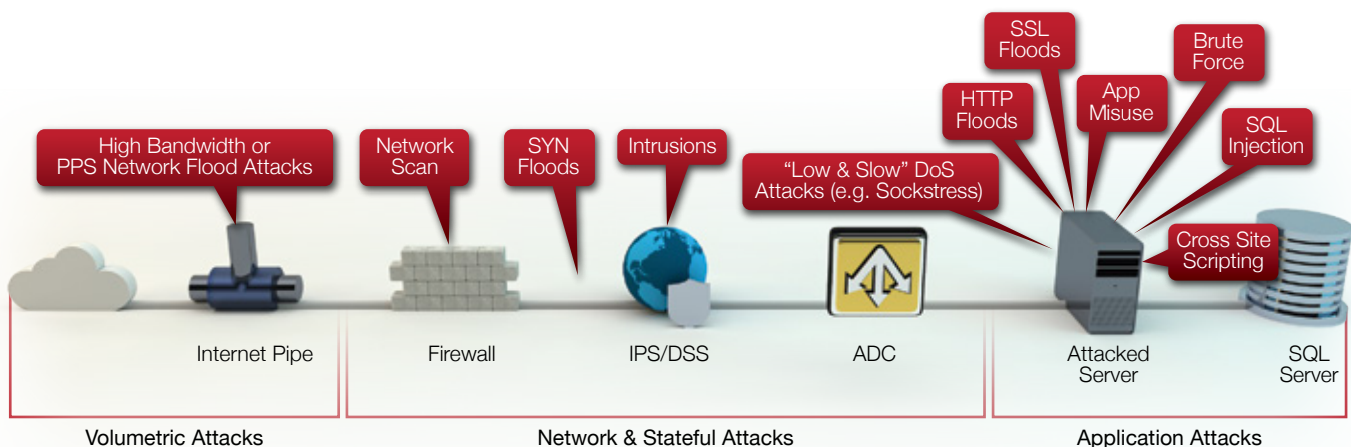 SSL
Floods
Brute
Force
HTTP
Floods
App
Misuse
SQL
Injection
High Bandwidth or
PPS Network Flood Attacks
Network
Scan
SYN
Floods
Intrusions
“Low & Slow” DoS
Attacks (e.g. Sockstress)
Cross Site
Scripting
Internet Pipe
Firewall
IPS/DSS
ADC
Attacked
Server
SQL
Server
Volumetric Attacks
Network & Stateful Attacks
Application Attacks